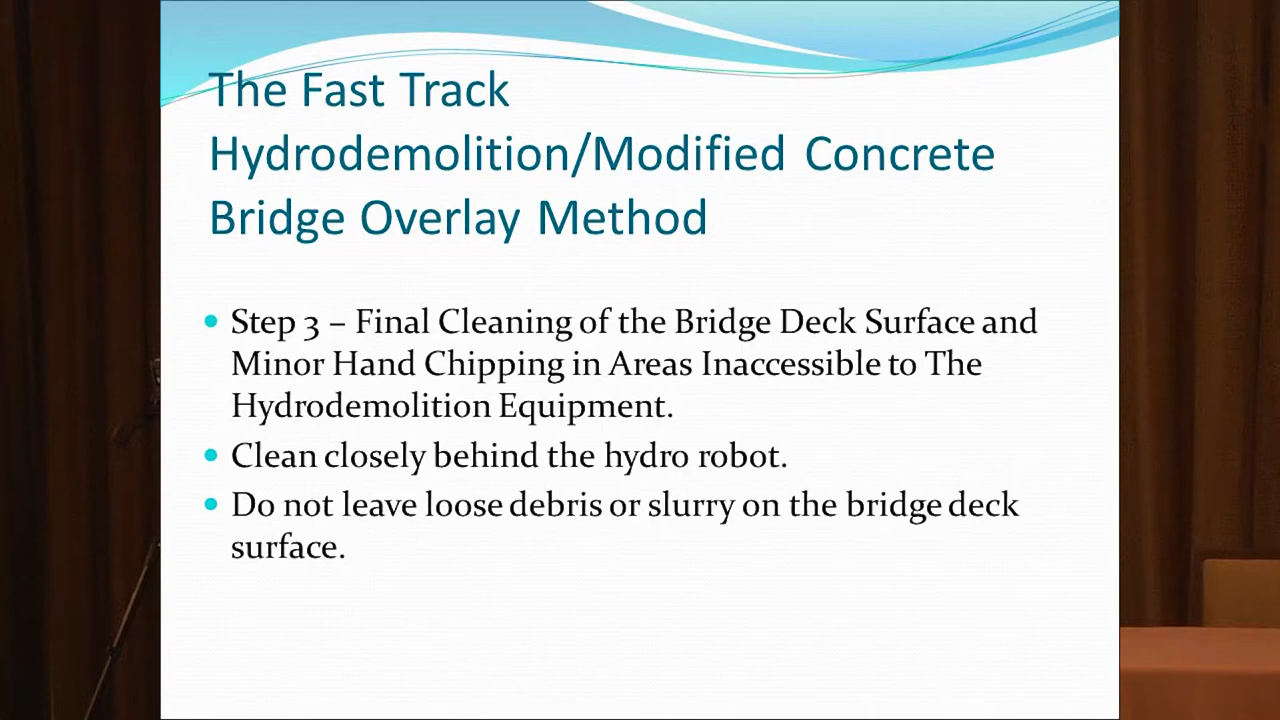 The Fast Track
Hydrodemolition/Modified Concrete
Bridge Overlay Method
• Step 3 – Final Cleaning of the Bridge Deck Surface and
Minor Hand Chipping in Areas Inaccessible to The
Hydrodemolition Equipment.
• Clean closely behind the hydro robot.
• Do not leave loose debris or slurry on the bridge deck
surface.